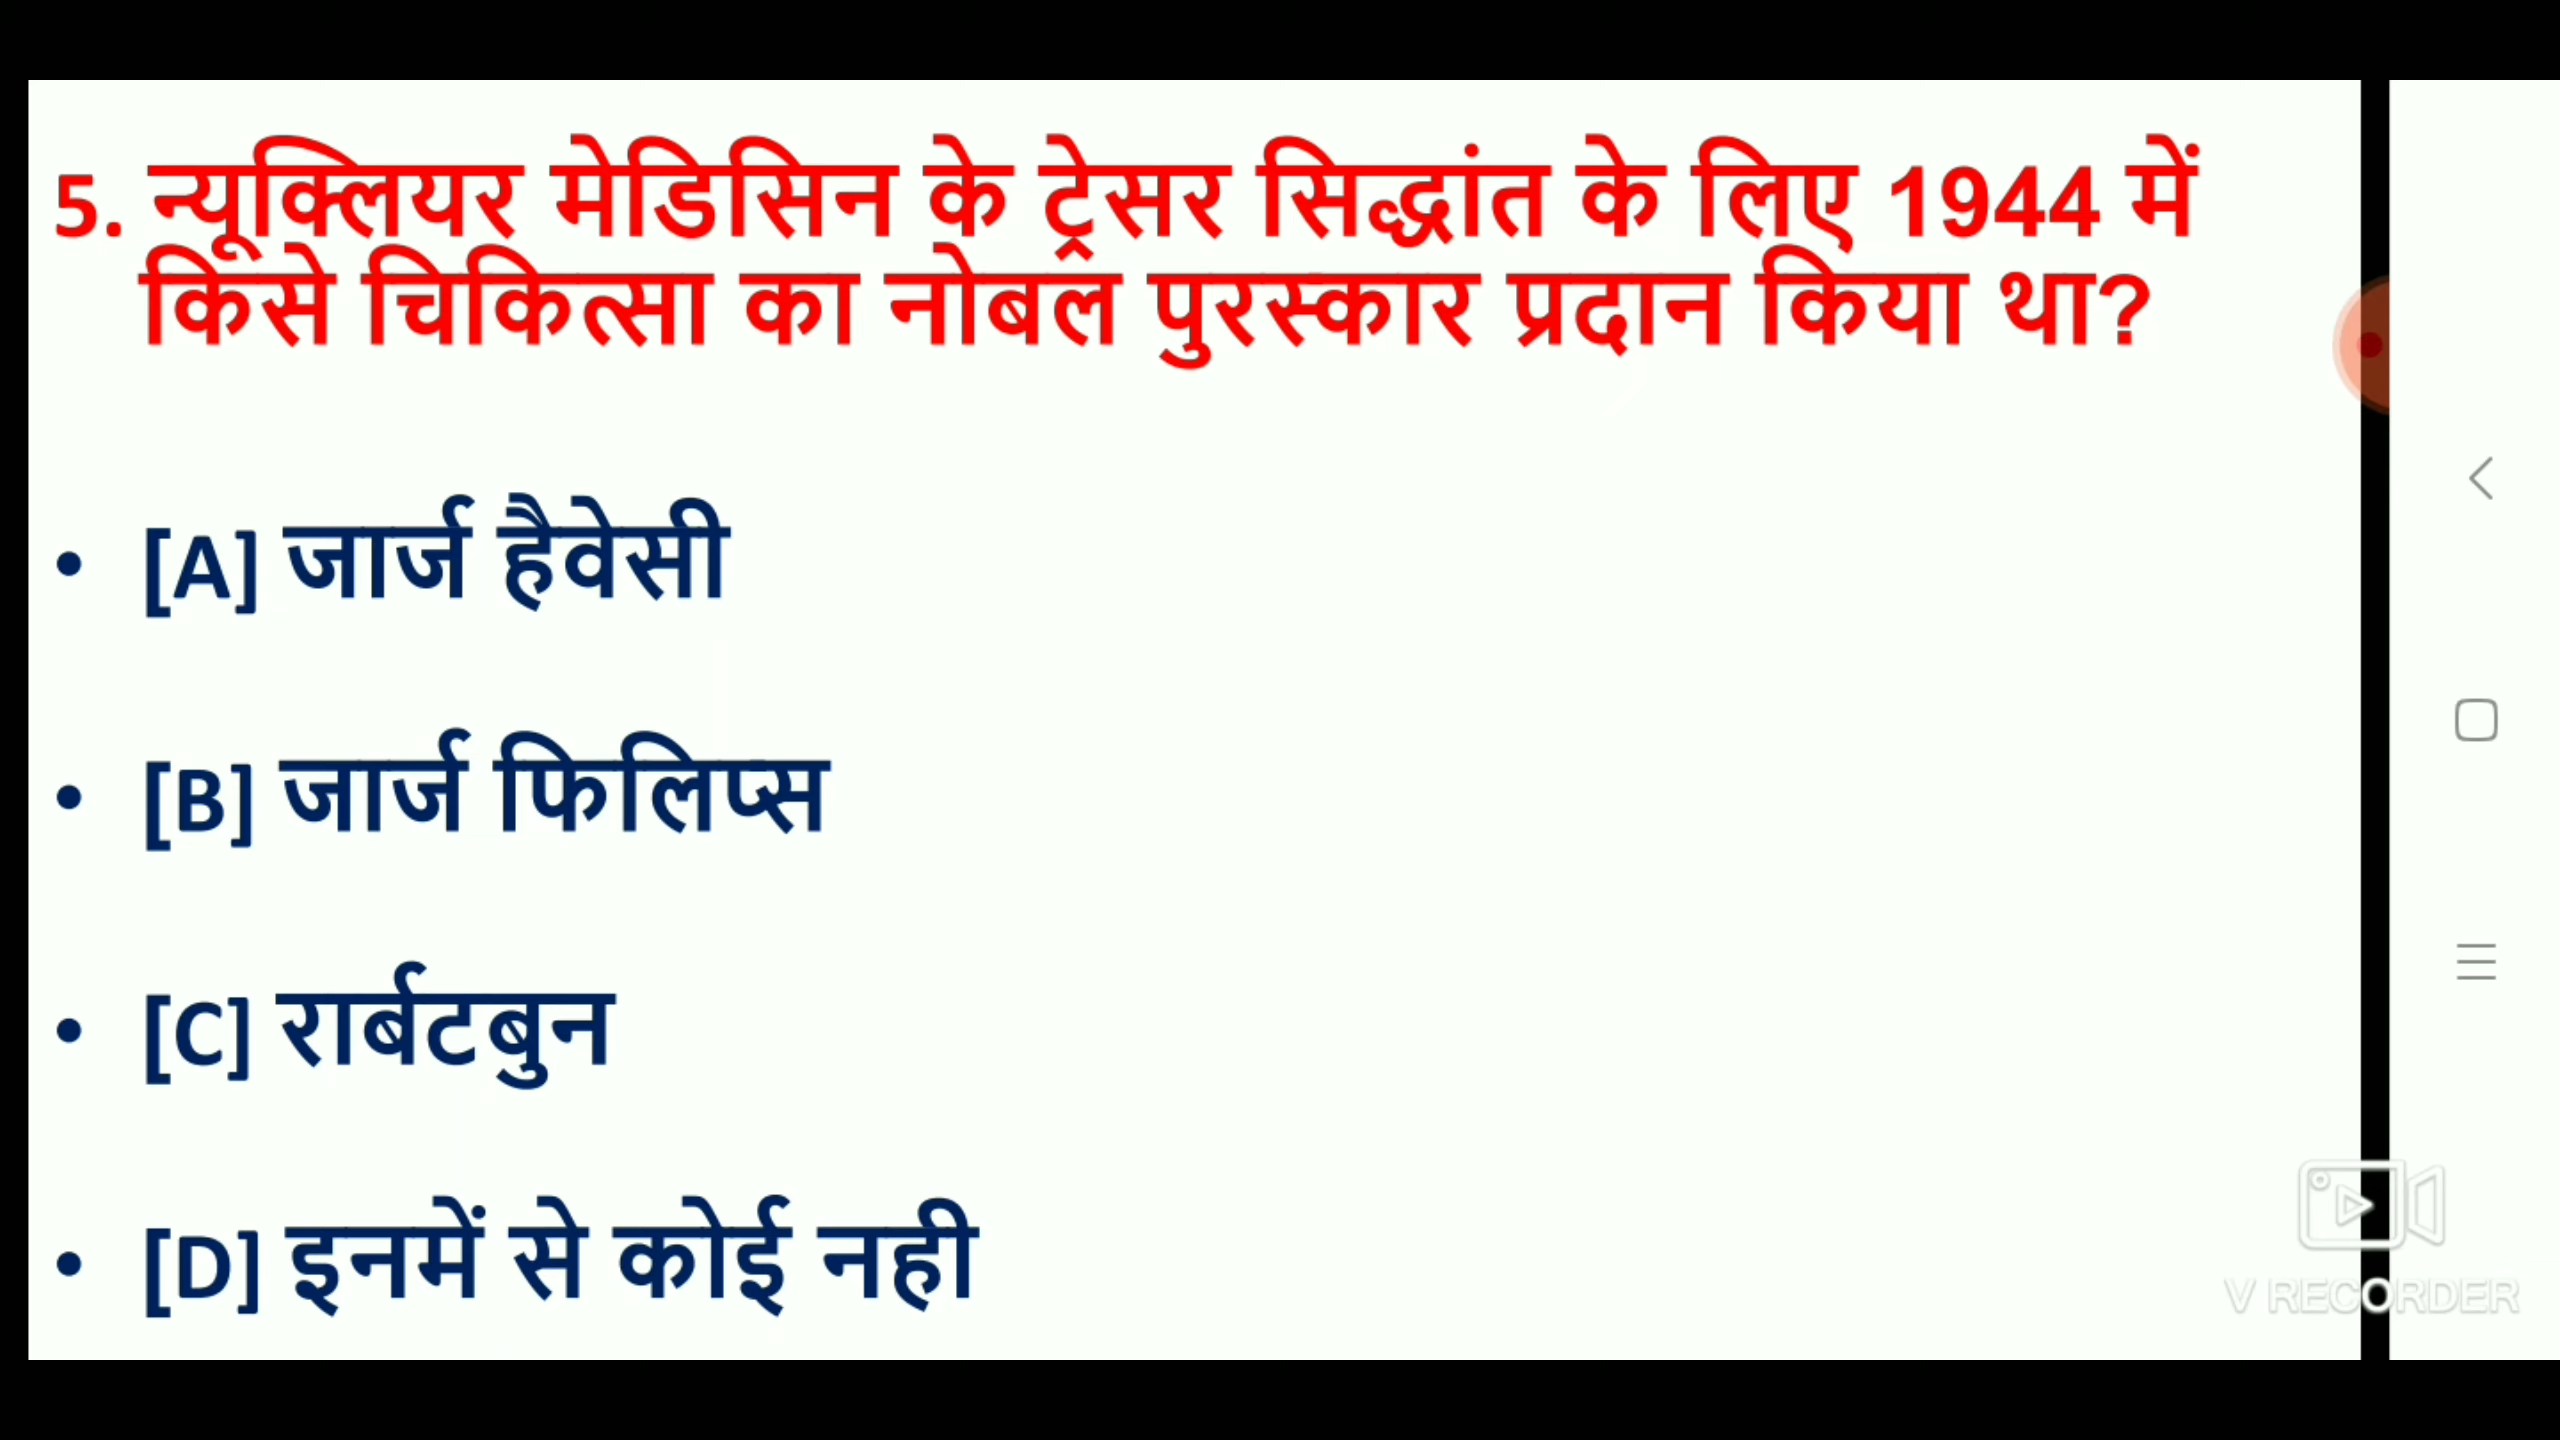 5. न्यूक्लियर मेडिसिन के ट्रेसर सिद्धांत के लिए 1944 में
किसे चिकित्सा का नोबल पुरस्कार प्रदान किया था?
• [A] जार्ज हैवेसी
• [B] जार्ज फिलिप्स
• [C] रार्बटबुन
• [D] इनमें से कोई नही
V RECORDER